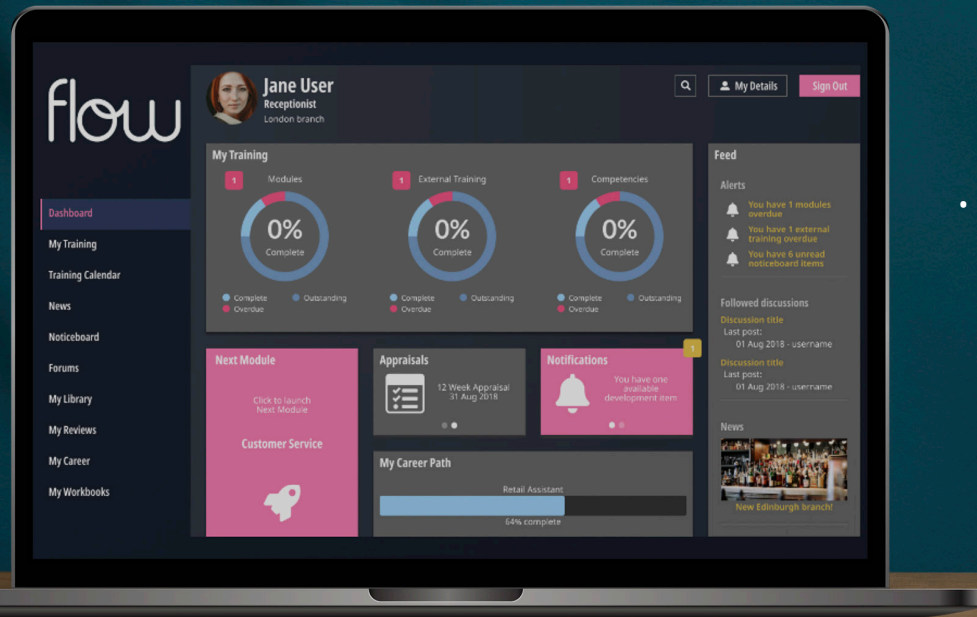 flow
Jane User
Receptionist
London branch
My Details
Sign Out
Dashboard
My Training
Training Calendar
News
Noticeboard
Forums
My Library
My Reviews
My Career
My Workbooks
My Training
1
Modules
0%
Complete
Complete
Outstanding
Overdue
1
External Training
0%
Complete
Complete
Outstanding
Overdue
1
Competencies
0%
Complete
Complete
Outstanding
Overdue
Next Module
Click to launch
Next Module
Customer Service
Appraisals
12 Week Appraisal
31 Aug 2018
Notifications
1
You have one
available
development item
My Career Path
Retail Assistant
64% complete
Feed
Alerts
You have 1 modules
overdue
You have 1 external
training overdue
You have 6 unread
noticeboard items
Followed discussions
Discussion title
Last post:
01 Aug 2018 - username
Discussion title
Last post:
01 Aug 2018 - username
News
New Edinburgh branch!